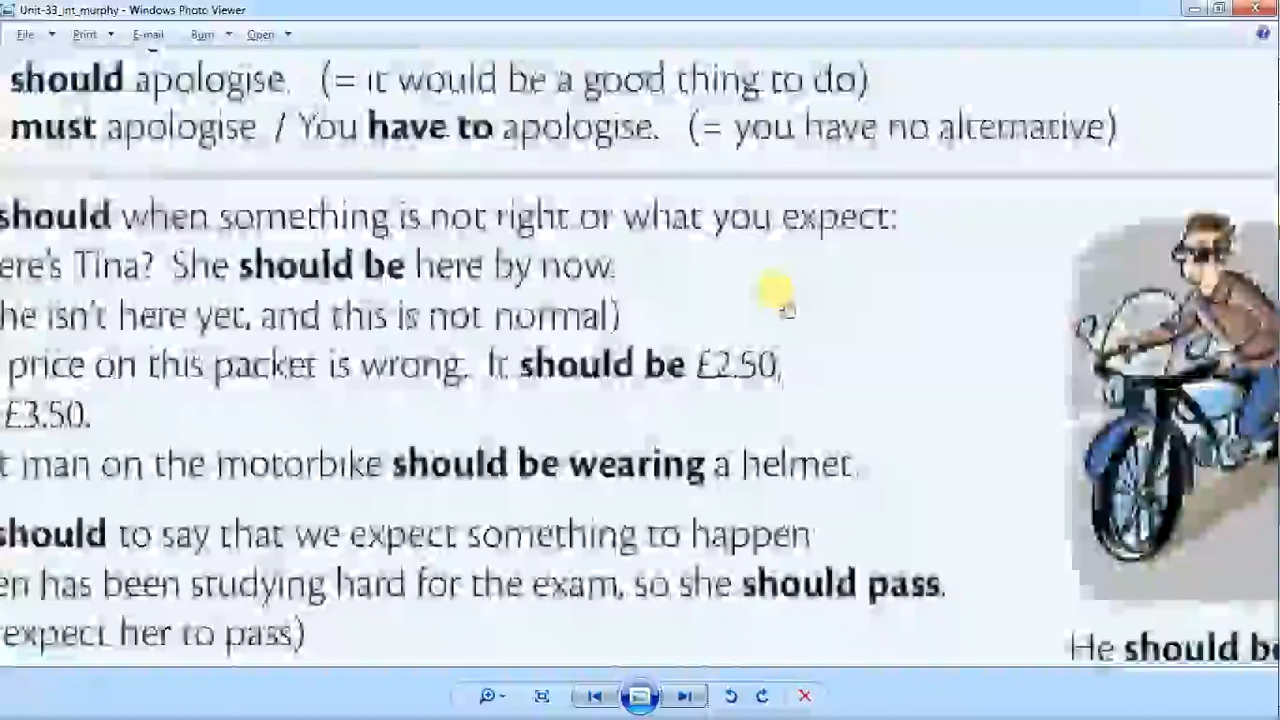 Unit-33_int_murphy - Windows Photo Viewer
File Print E-mail Burn Open
should apologise. (= it would be a good thing to do)
must apologise / You have to apologise. (= you have no alternative)
should when something is not right or what you expect:
ere's Tina? She should be here by now.
he isn't here yet, and this is not normal)
price on this packet is wrong. It should be £2.50,
£3.50.
t man on the motorbike should be wearing a helmet.
should to say that we expect something to happen
en has been studying hard for the exam, so she should pass.
expect her to pass)
He should be